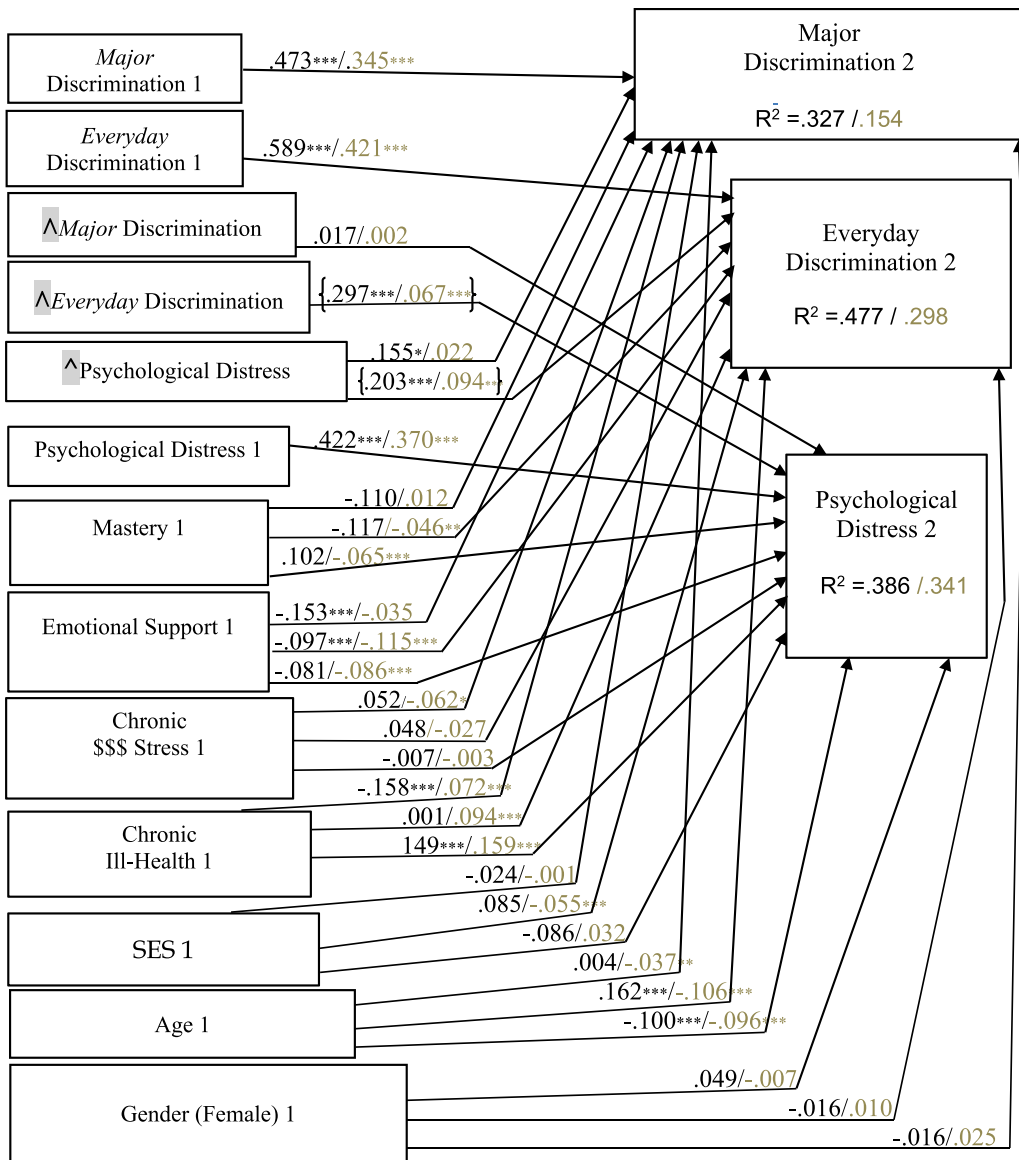 Major
Discrimination 1
.473***/.345***
Major
Discrimination 2
R² =.327 /.154
Everyday
Discrimination 1
.589***/.421***
^Major Discrimination
.017/.002
Everyday
Discrimination 2
R² =.477 / .298
^Everyday Discrimination
{.297***/.067***}
^Psychological Distress
.155*/.022
{.203***/.094**}
Psychological Distress 1
.422***/.370***
Psychological
Distress 2
R² =.386 /.341
Mastery 1
-.110/.012
-.117/-.046**
.102/-.065***
Emotional Support 1
-.153***/-.035
-.097***/-.115***
-.081/-.086***
Chronic
$$$ Stress 1
.052/-.062*
.048/-.027
-.007/-.003
Chronic
Ill-Health 1
-.158***/.072***
.001/.094***
149***/.159***
SES 1
-.024/-.001
.085/-.055***
-.086/.032
Age 1
.004/-.037**
.162***/-.106***
-.100***/-.096***
Gender (Female) 1
.049/-.007
-.016/.010
-.016/.025